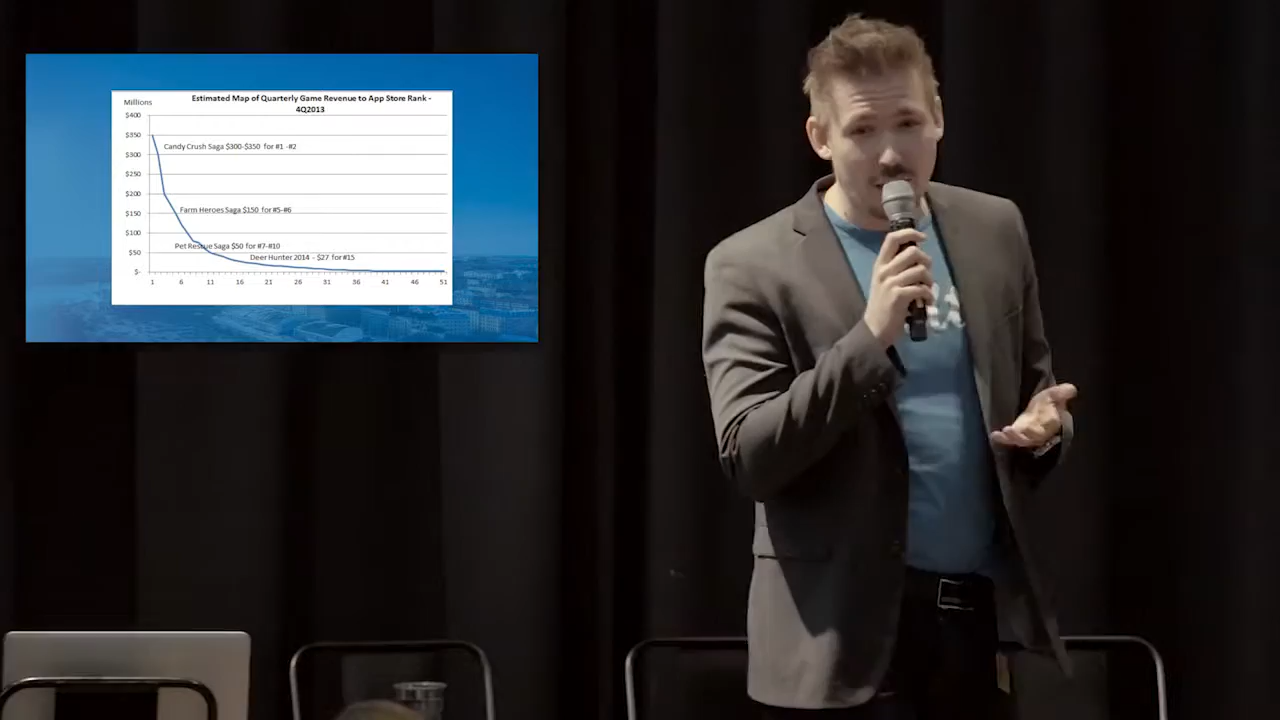 Estimated Map of Quarterly Game Revenue to App Store Rank -
4Q2013
Millions
$400
$350
Candy Crush Saga $300-$350 for #1 -#2
$300
$250
$200
$150
Farm Heroes Saga $150 for #5-#6
$100
Pet Rescue Saga $50 for #7-#10
$50
Deer Hunter 2014 - $27 for #15
$-
1
6
11
16
21
26
31
36
41
46
51